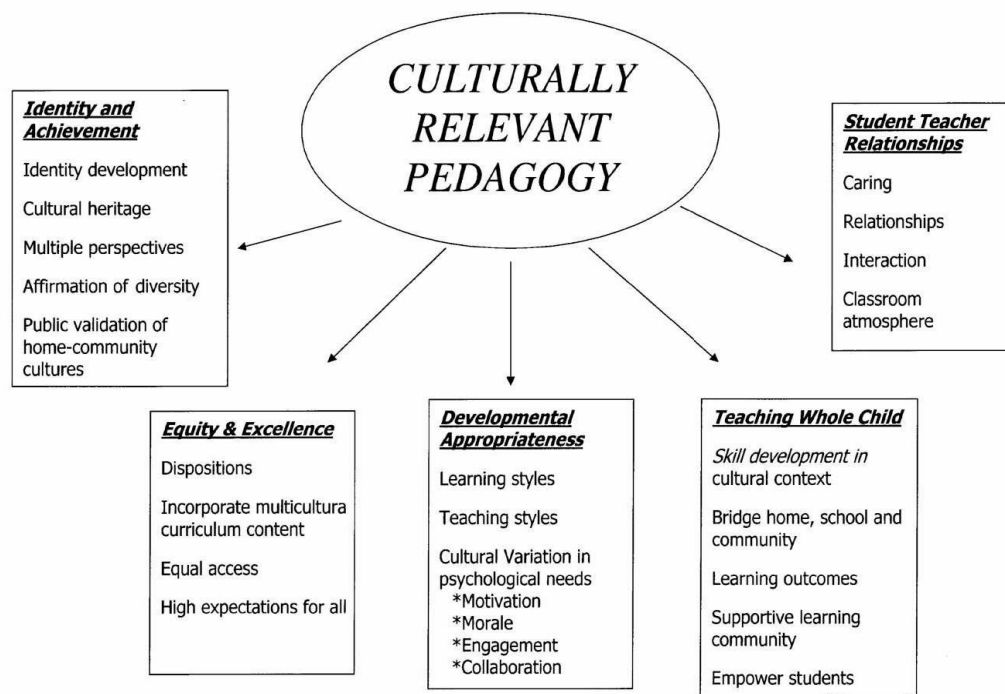 CULTURALLY
RELEVANT
PEDAGOGY
Identity and
Achievement
Identity development
Cultural heritage
Multiple perspectives
Affirmation of diversity
Public validation of
home-community
cultures
Equity & Excellence
Dispositions
Incorporate multicultura
curriculum content
Equal access
High expectations for all
Developmental
Appropriateness
Learning styles
Teaching styles
Cultural Variation in
psychological needs
*Motivation
*Morale
*Engagement
*Collaboration
Teaching Whole Child
Skill development in
cultural context
Bridge home, school and
community
Learning outcomes
Supportive learning
community
Empower students
Student Teacher
Relationships
Caring
Relationships
Interaction
Classroom
atmosphere